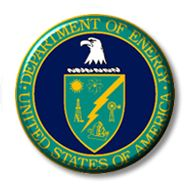 DEPARTMENT OF ENERGY
UNITED STATES OF AMERICA